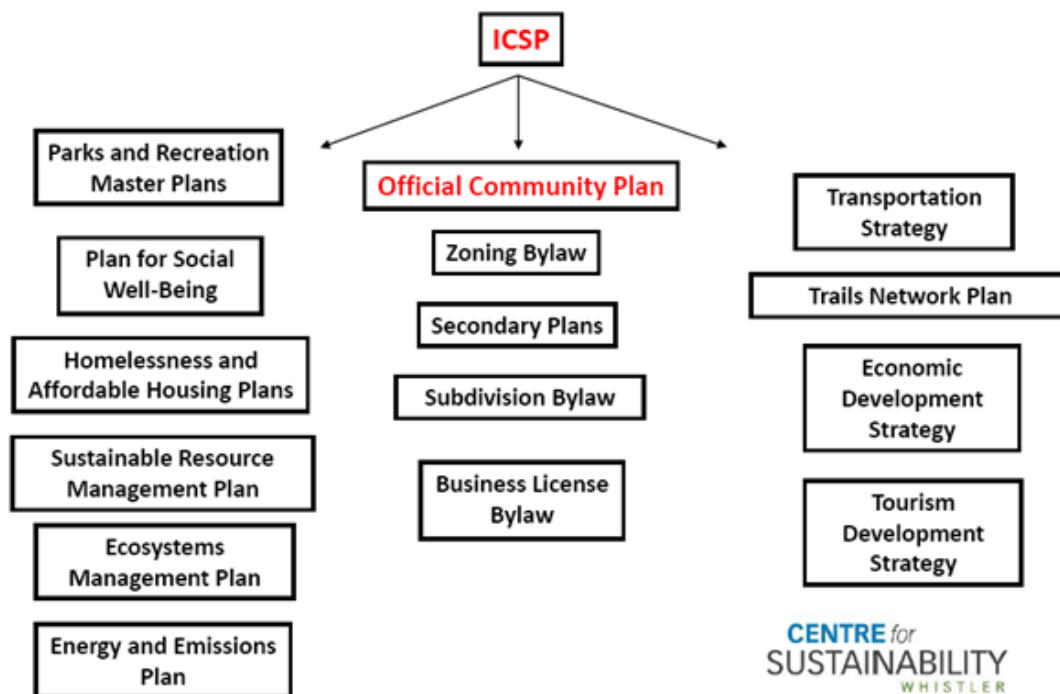 ICSP
Parks and Recreation
Master Plans
Plan for Social
Well-Being
Homelessness and
Affordable Housing Plans
Sustainable Resource
Management Plan
Ecosystems
Management Plan
Energy and Emissions
Plan
Official Community Plan
Zoning Bylaw
Secondary Plans
Subdivision Bylaw
Business License
Bylaw
Transportation
Strategy
Trails Network Plan
Economic
Development
Strategy
Tourism
Development
Strategy
CENTRE for
SUSTAINABILITY
WHISTLER